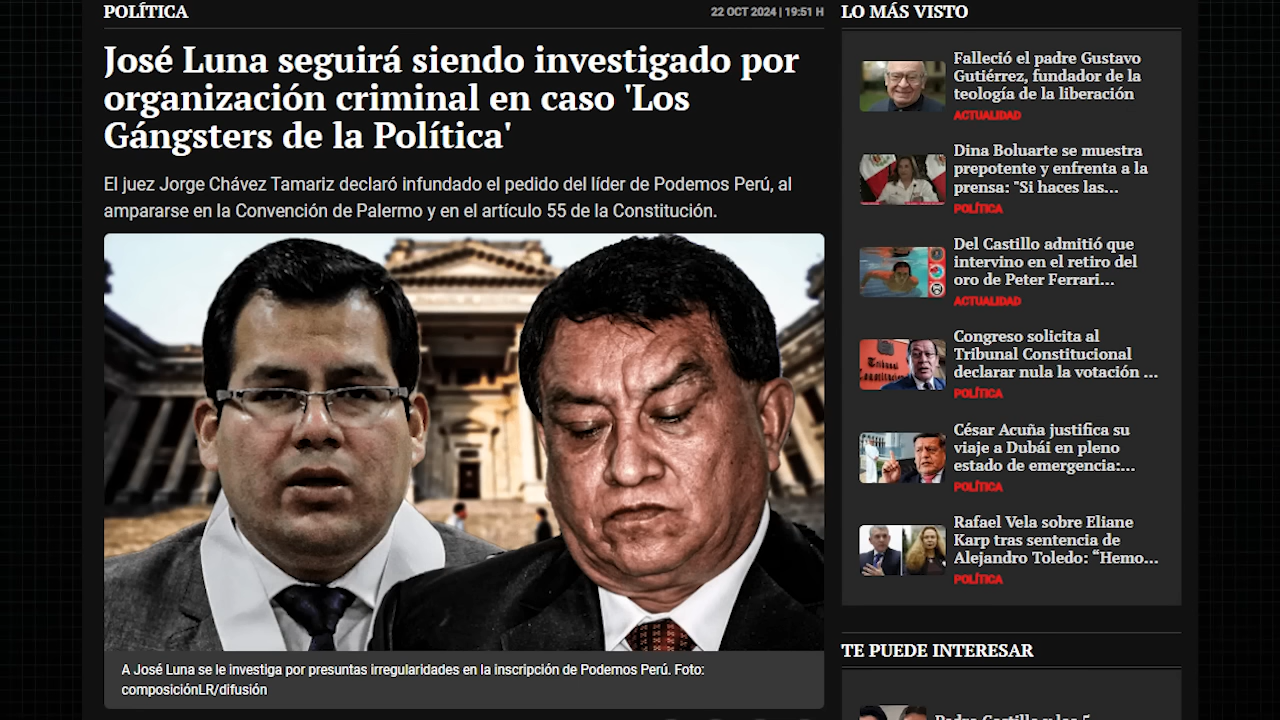 POLÍTICA
22 OCT 2024 | 19:51 H
José Luna seguirá siendo investigado por
organización criminal en caso 'Los
Gángsters de la Política'
El juez Jorge Chávez Tamariz declaró infundado el pedido del líder de Podemos Perú, al
ampararse en la Convención de Palermo y en el artículo 55 de la Constitución.
A José Luna se le investiga por presuntas irregularidades en la inscripción de Podemos Perú. Foto:
composiciónLR/difusión
LO MÁS VISTO
Falleció el padre Gustavo
Gutiérrez, fundador de la
teología de la liberación
ACTUALIDAD
Dina Boluarte se muestra
prepotente y enfrenta a la
prensa: "Si haces las...
POLÍTICA
Del Castillo admitió que
intervino en el retiro del
oro de Peter Ferrari...
ACTUALIDAD
Tribunal
Congreso solicita al
Tribunal Constitucional
declarar nula la votación ...
POLÍTICA
César Acuña justifica su
viaje a Dubái en pleno
estado de emergencia:...
POLÍTICA
Rafael Vela sobre Eliane
Karp tras sentencia de
Alejandro Toledo: “Hemo...
POLÍTICA
TE PUEDE INTERESAR